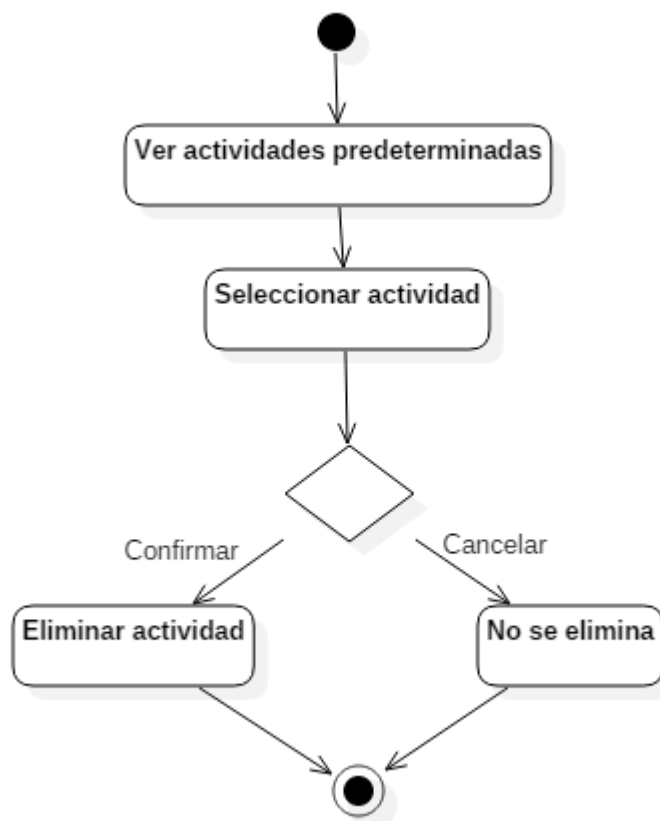 Ver actividades predeterminadas
Seleccionar actividad
Confirmar
Cancelar
Eliminar actividad
No se elimina